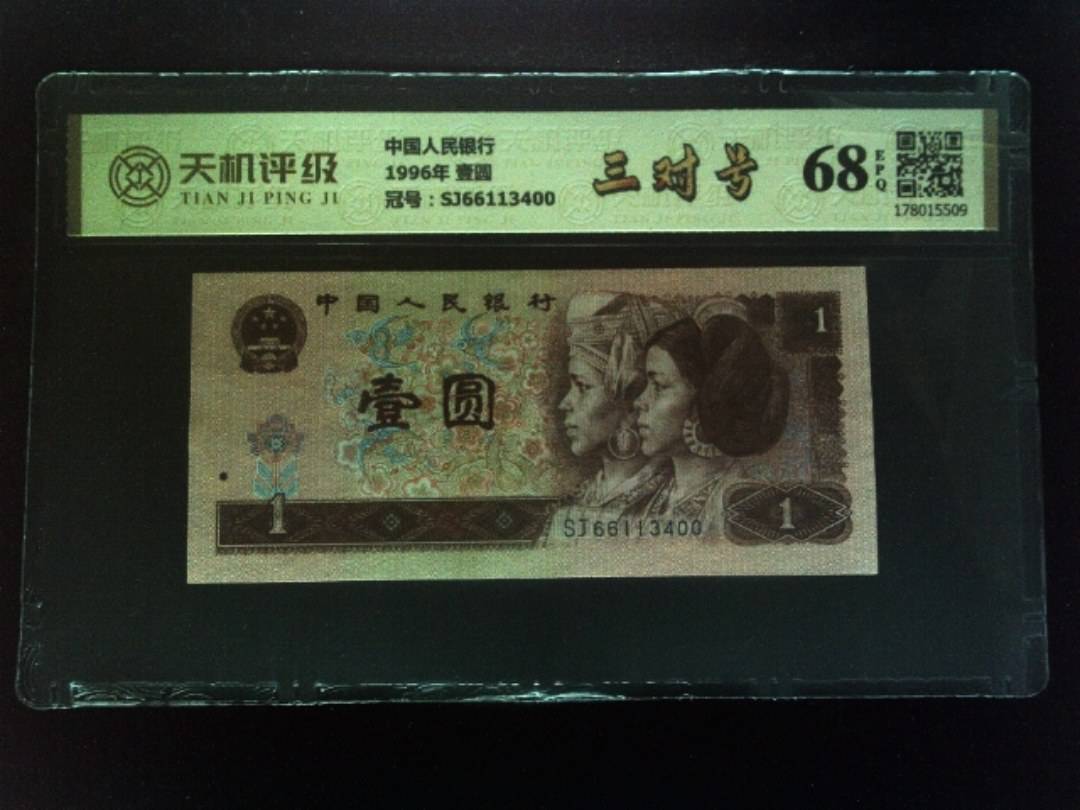 天机评级
TIAN JI PING JI
中国人民银行
1996年 壹圆
冠号：SJ66113400
三对号
68
EPQ
178015509
中国人民银行
1
壹圆
1
SJ66113400
1